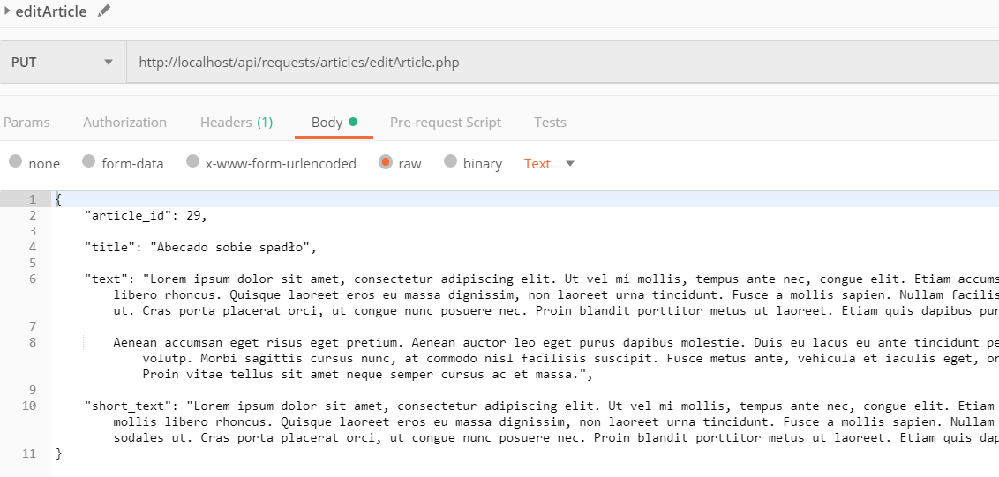 editArticle
PUT
http://localhost/api/requests/articles/editArticle.php
Params Authorization Headers (1) Body Pre-request Script Tests
none form-data x-www-form-urlencoded raw binary Text
1 {
2 "article_id": 29,
3
4 "title": "Abecado sobie spadło",
5
6 "text": "Lorem ipsum dolor sit amet, consectetur adipiscing elit. Ut vel mi mollis, tempus ante nec, congue elit. Etiam accums
libero rhoncus. Quisque laoreet eros eu massa dignissim, non laoreet urna tincidunt. Fusce a mollis sapien. Nullam facilis
ut. Cras porta placerat orci, ut congue nunc posuere nec. Proin blandit porttitor metus ut laoreet. Etiam quis dapibus pur
7
8 Aenean accumsan eget risus eget pretium. Aenean auctor leo eget purus dapibus molestie. Duis eu lacus eu ante tincidunt pe
volutp. Morbi sagittis cursus nunc, at commodo nisl facilisis suscipit. Fusce metus ante, vehicula et iaculis eget, or
Proin vitae tellus sit amet neque semper cursus ac et massa.",
9
10 "short_text": "Lorem ipsum dolor sit amet, consectetur adipiscing elit. Ut vel mi mollis, tempus ante nec, congue elit. Etiam
mollis libero rhoncus. Quisque laoreet eros eu massa dignissim, non laoreet urna tincidunt. Fusce a mollis sapien. Nullam
sodales ut. Cras porta placerat orci, ut congue nunc posuere nec. Proin blandit porttitor metus ut laoreet. Etiam quis dap
11 }